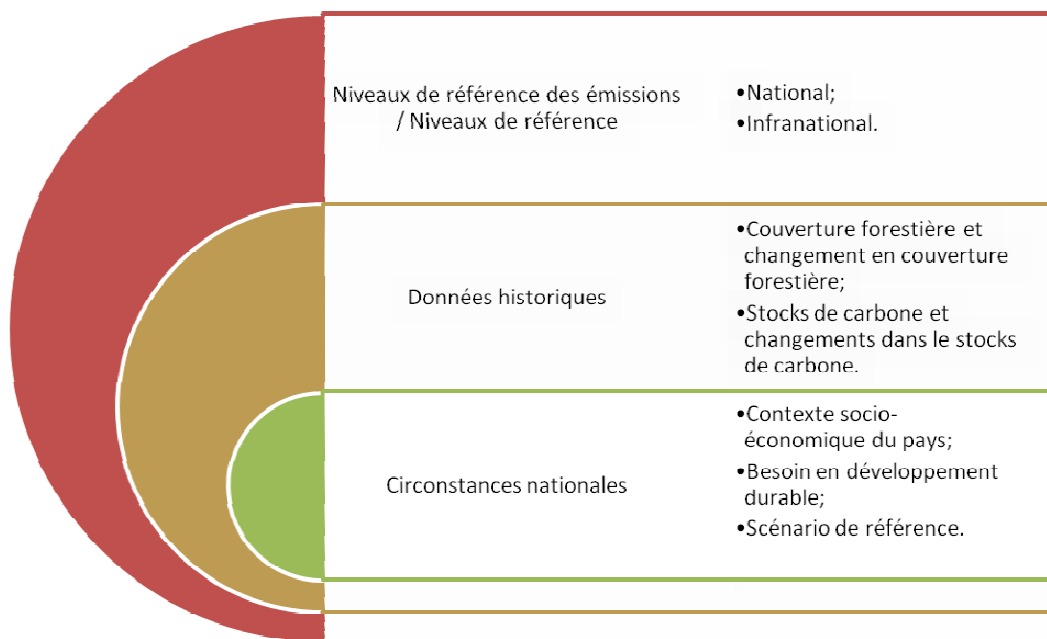 Niveaux de référence des émissions
/ Niveaux de référence
•National;
•Infranational.
Données historiques
•Couverture forestière et
changement en couverture
forestière;
•Stocks de carbone et
changements dans le stocks
de carbone.
Circonstances nationales
•Contexte socio-
économique du pays;
•Besoin en développement
durable;
•Scénario de référence.